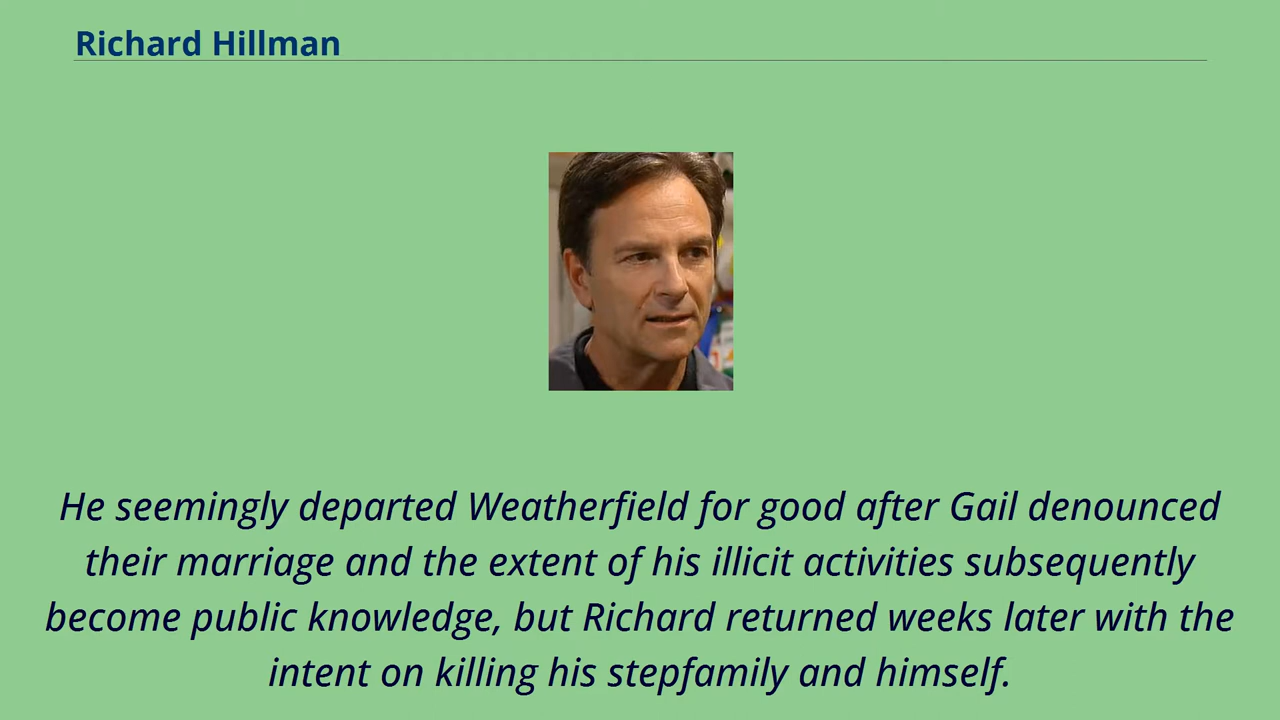 Richard Hillman
He seemingly departed Weatherfield for good after Gail denounced
their marriage and the extent of his illicit activities subsequently
become public knowledge, but Richard returned weeks later with the
intent on killing his stepfamily and himself.